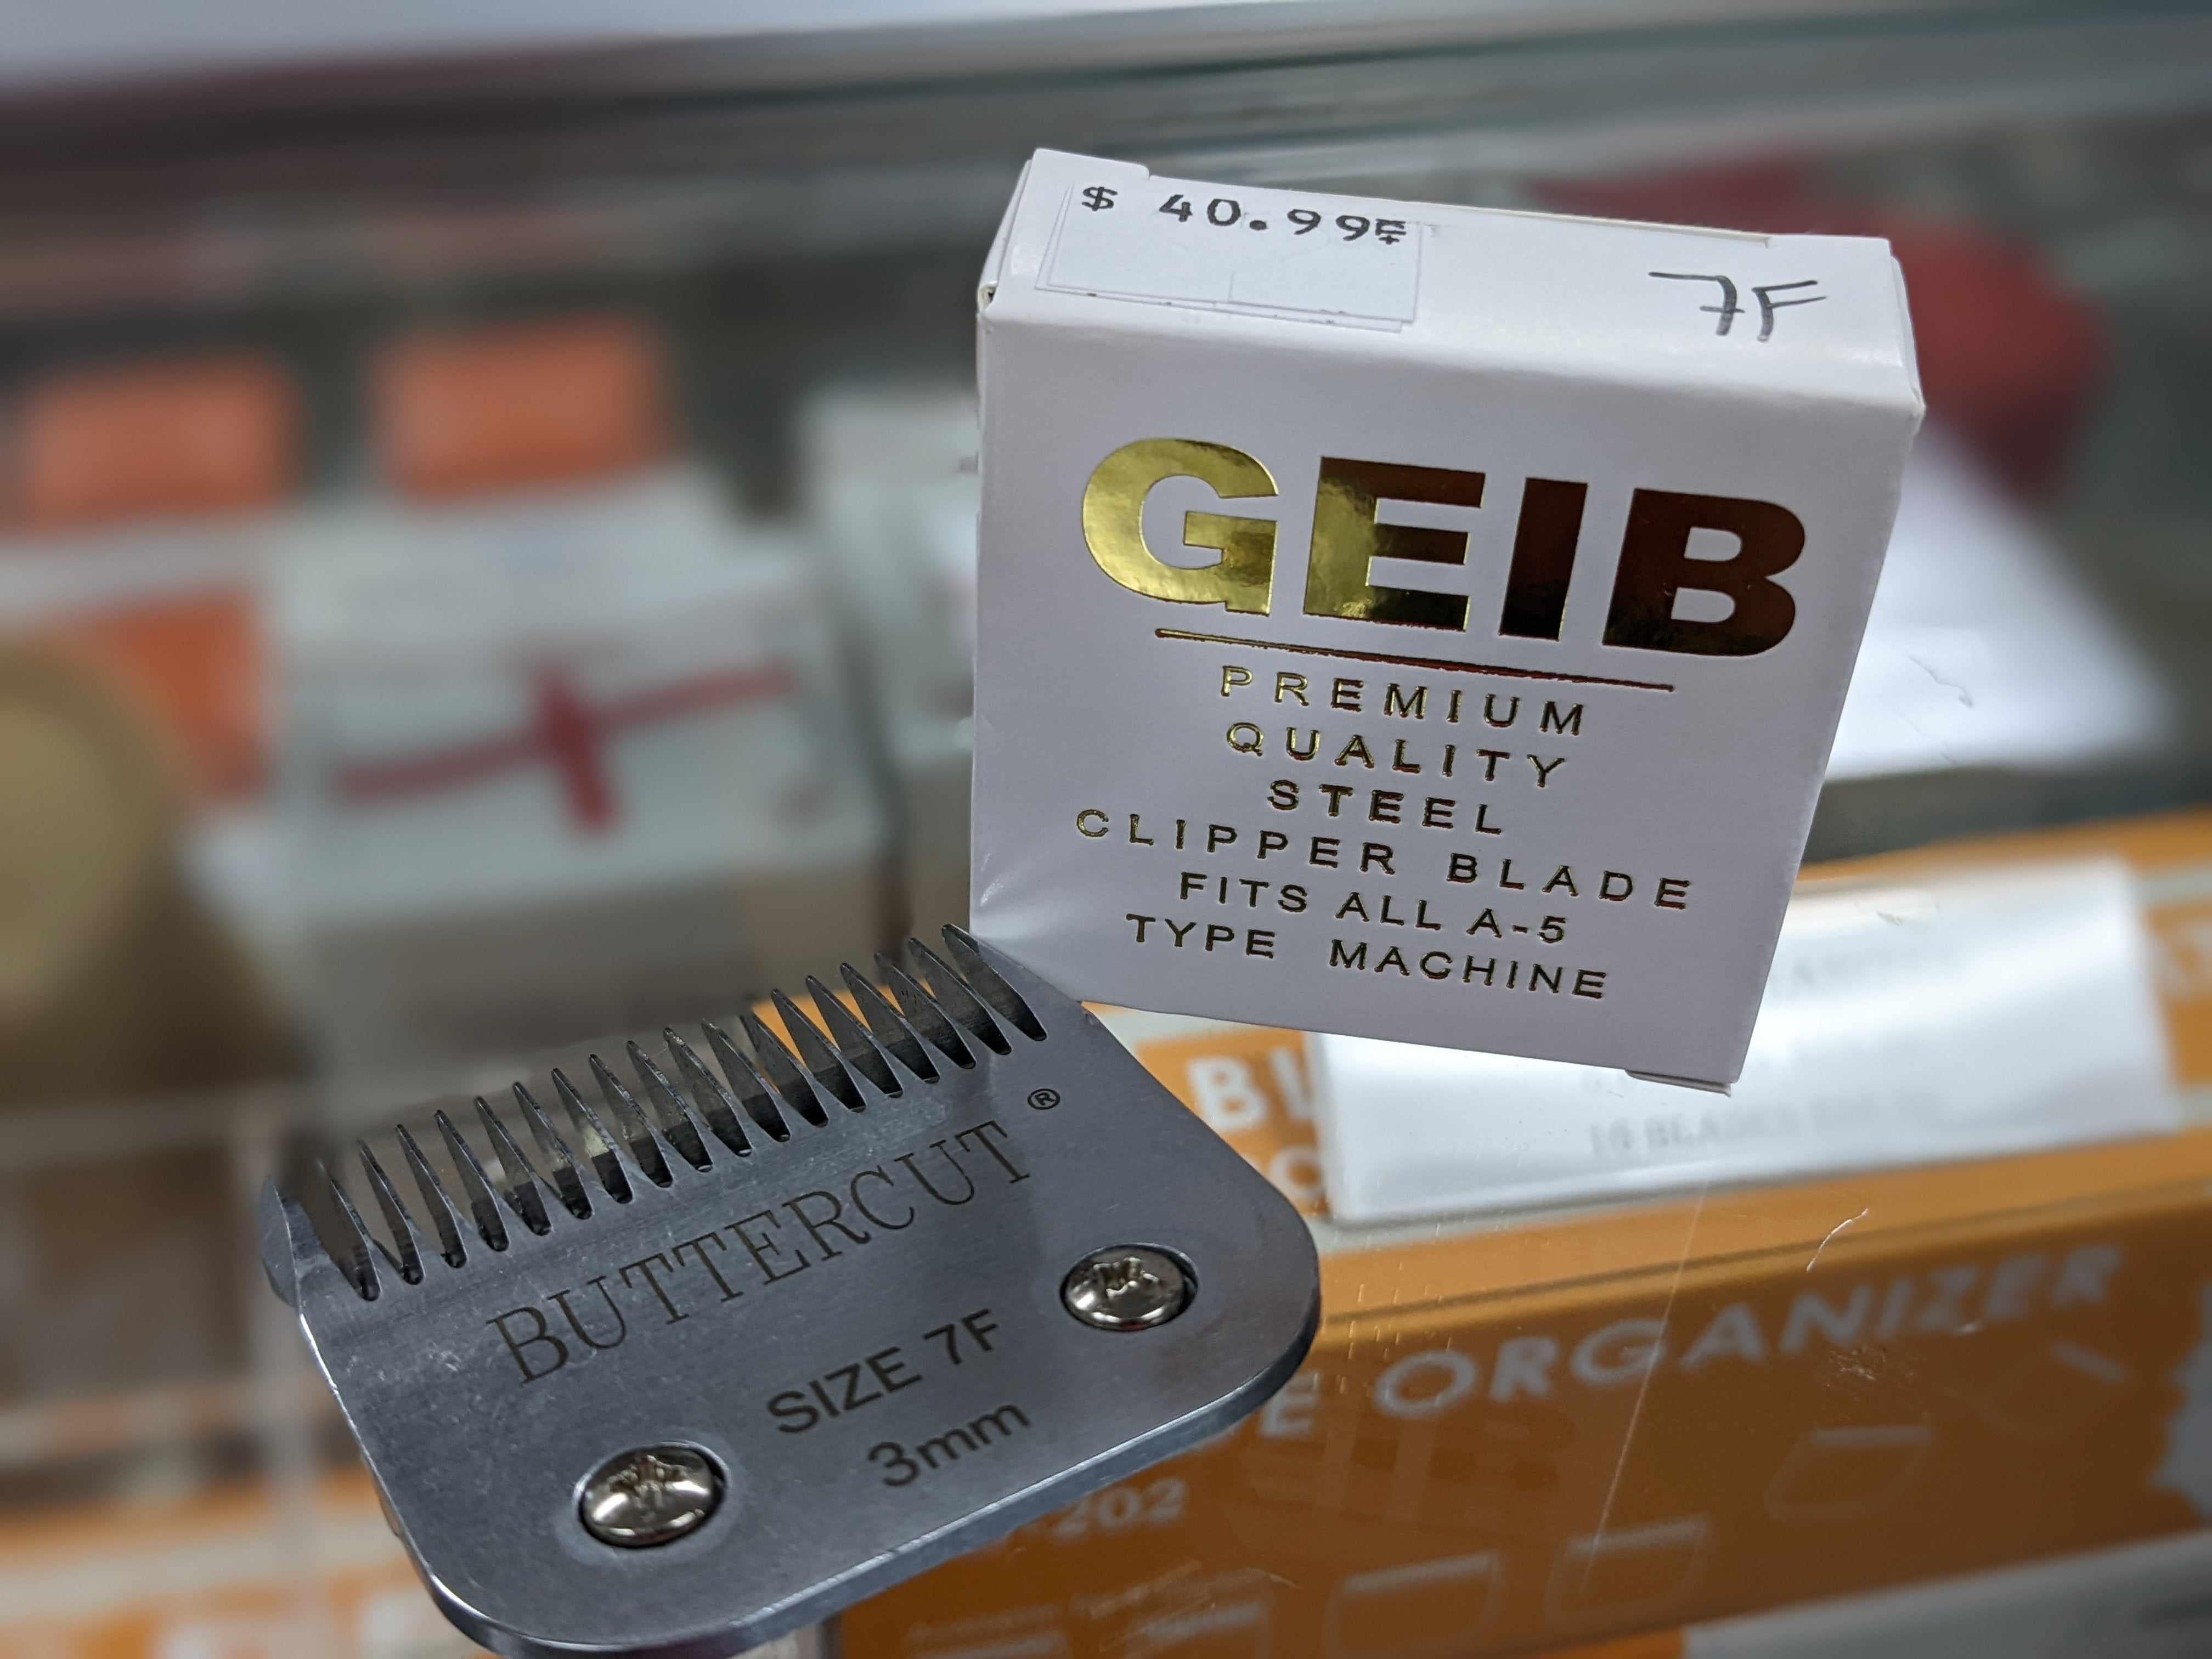 $ 40.99
7F
GEIB
PREMIUM
QUALITY
STEEL
CLIPPER BLADE
FITS ALL A-5
TYPE MACHINE
BUTTERCUT®
SIZE 7F
3mm
ORGANIZER
-202